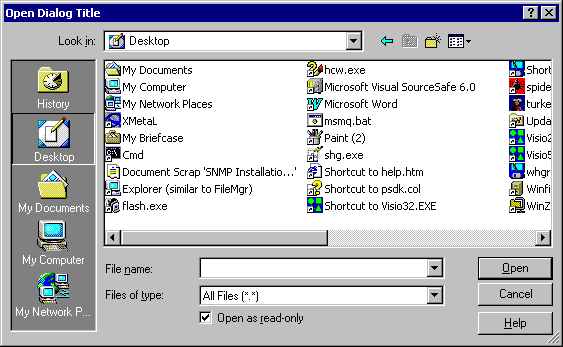 Open Dialog Title
Look in: Desktop
History
Desktop
My Documents
My Computer
My Network P...
My Documents
My Computer
My Network Places
XMetaL
My Briefcase
Cmd
Document Scrap 'SNMP Installatio...'
Explorer (similar to FileMgr)
flash.exe
hcw.exe
Microsoft Visual SourceSafe 6.0
Microsoft Word
msmq.bat
Paint (2)
shg.exe
Shortcut to help.htm
Shortcut to psdk.col
Shortcut to Visio32.EXE
Short
spide
turke
Upda
Visio2
Visio5
whgr
Winfi
WinZ
File name:
Open
Files of type: All Files (*.*)
Cancel
Open as read-only
Help